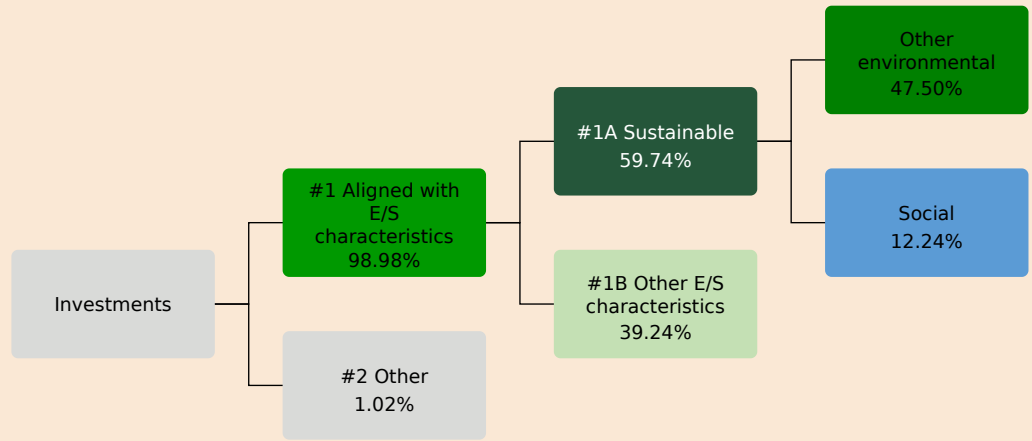 Investments
#1 Aligned with
E/S
characteristics
98.98%
#2 Other
1.02%
#1A Sustainable
59.74%
#1B Other E/S
characteristics
39.24%
Other
environmental
47.50%
Social
12.24%